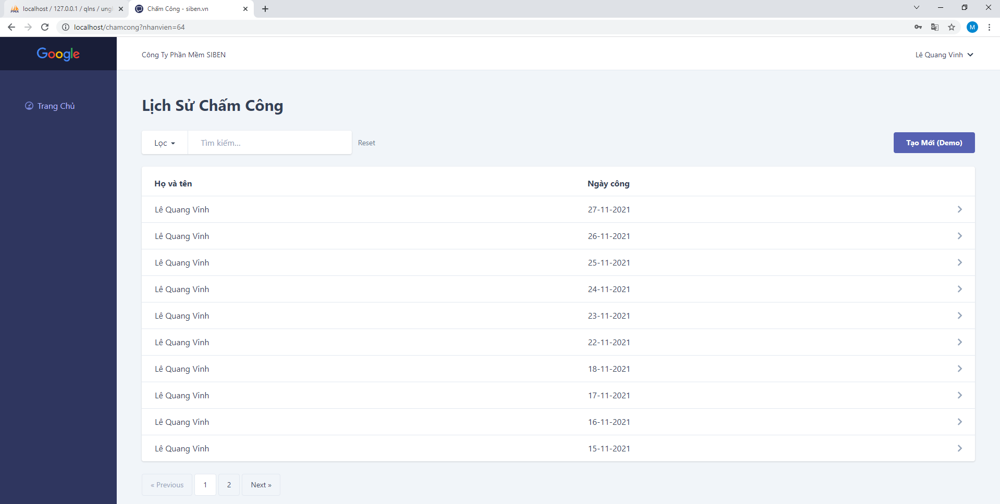 localhost / 127.0.0.1 / qlns / ungl
Chấm Công - siben.vn
localhost/chamcong?nhanvien=64
M
Google
Công Ty Phần Mềm SIBEN
Lê Quang Vinh
Trang Chủ
Lịch Sử Chấm Công
Lọc
Tìm kiếm...
Reset
Tạo Mới (Demo)
Họ và tên Ngày công
Lê Quang Vinh 27-11-2021
Lê Quang Vinh 26-11-2021
Lê Quang Vinh 25-11-2021
Lê Quang Vinh 24-11-2021
Lê Quang Vinh 23-11-2021
Lê Quang Vinh 22-11-2021
Lê Quang Vinh 18-11-2021
Lê Quang Vinh 17-11-2021
Lê Quang Vinh 16-11-2021
Lê Quang Vinh 15-11-2021
« Previous 1 2 Next »